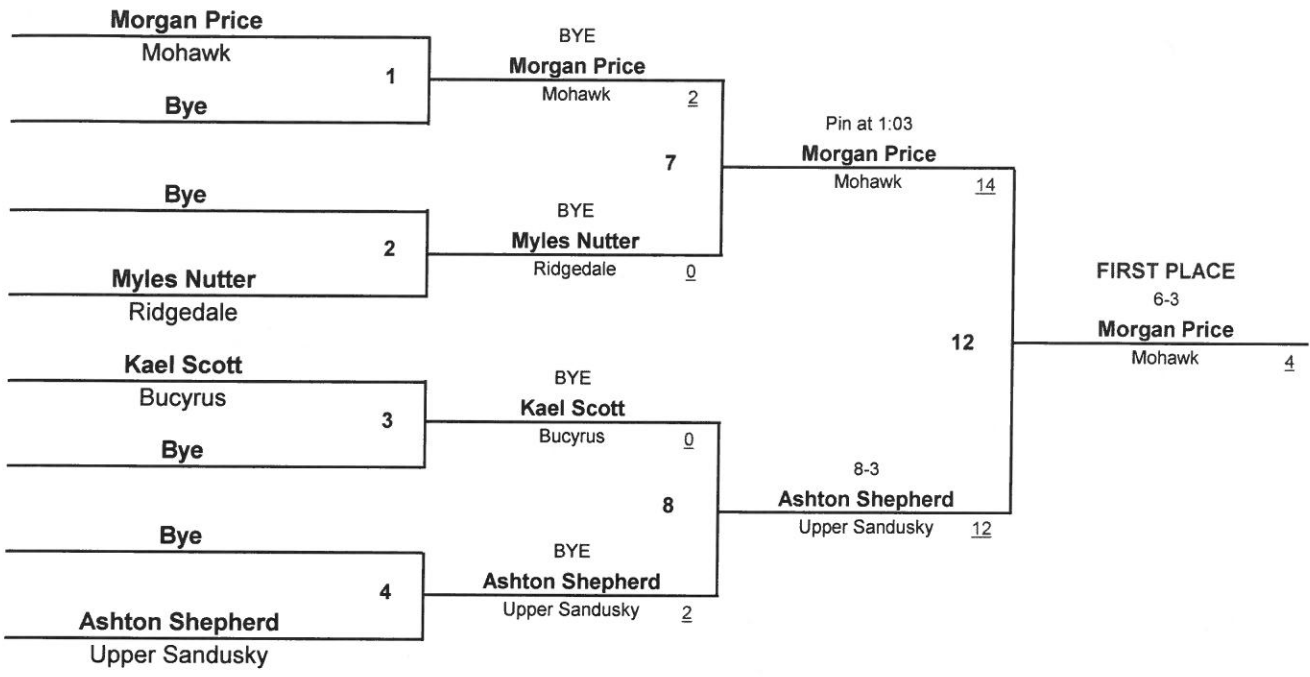 Morgan Price
Mohawk
1
Bye
Bye
2
Myles Nutter
Ridgedale
Kael Scott
Bucyrus
3
Bye
Bye
4
Ashton Shepherd
Upper Sandusky
BYE
Morgan Price
Mohawk 2
7
BYE
Myles Nutter
Ridgedale 0
BYE
Kael Scott
Bucyrus 0
8
BYE
Ashton Shepherd
Upper Sandusky 2
Pin at 1:03
Morgan Price
Mohawk 14
12
8-3
Ashton Shepherd
Upper Sandusky 12
FIRST PLACE
6-3
Morgan Price
Mohawk 4